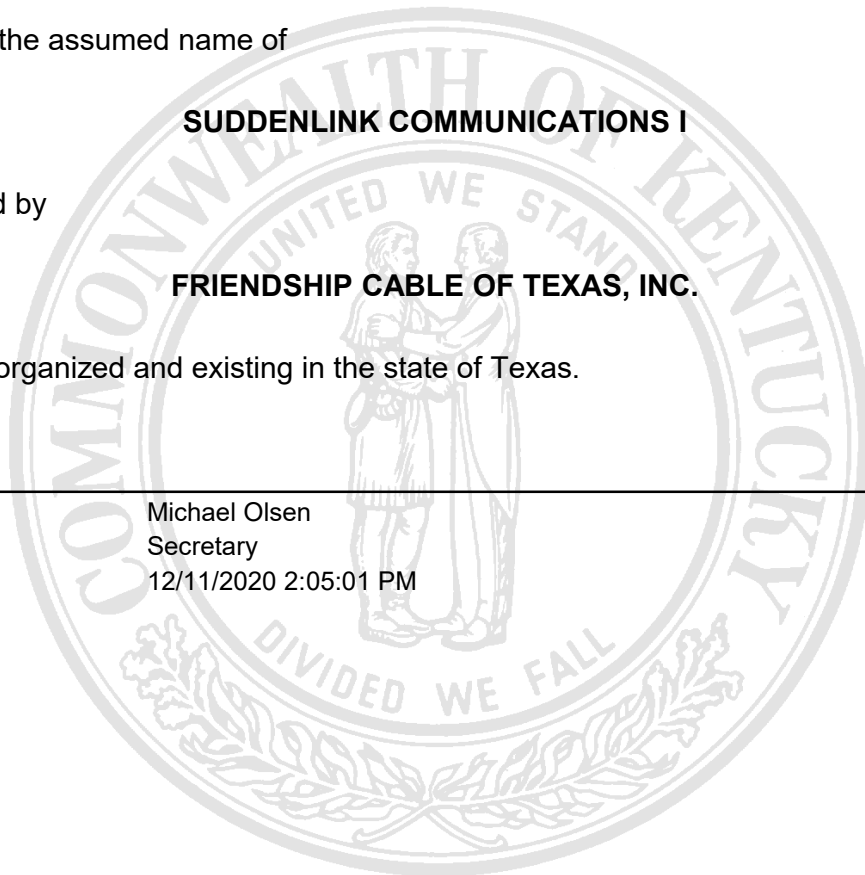 the assumed name of
SUDDENLINK COMMUNICATIONS I
d by
FRIENDSHIP CABLE OF TEXAS, INC.
organized and existing in the state of Texas.
Michael Olsen
Secretary
12/11/2020 2:05:01 PM
COMMONWEALTH OF KENTUCKY
UNITED WE STAND
DIVIDED WE FALL